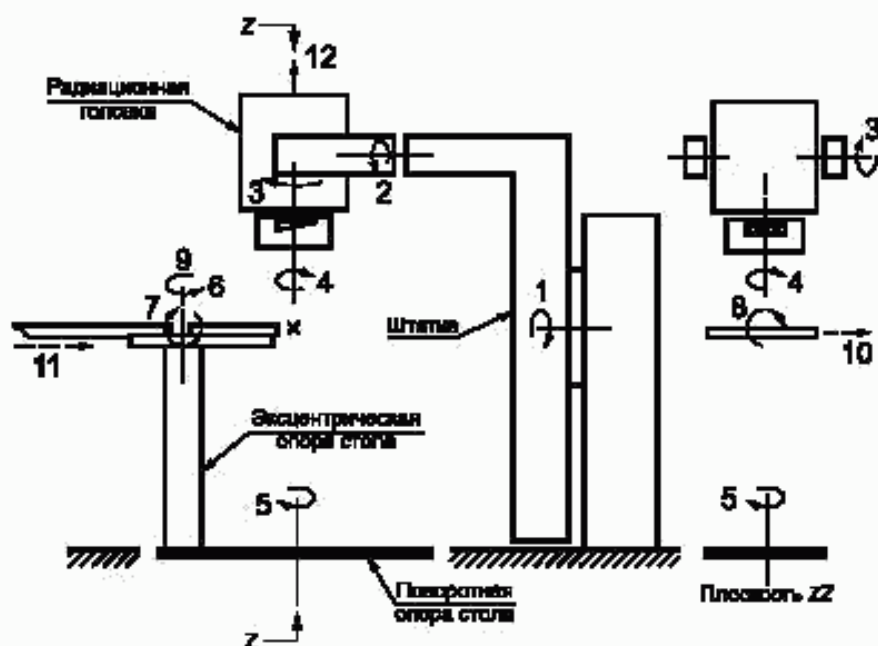 Z
12
Радиационная
головка
3
3
2
4
4
9
6
7
1
8
×
Штатив
11
10
Эксцентрическая
опора стола
5
5
Поворотная
опора стола
Плоскость ZZ
Z